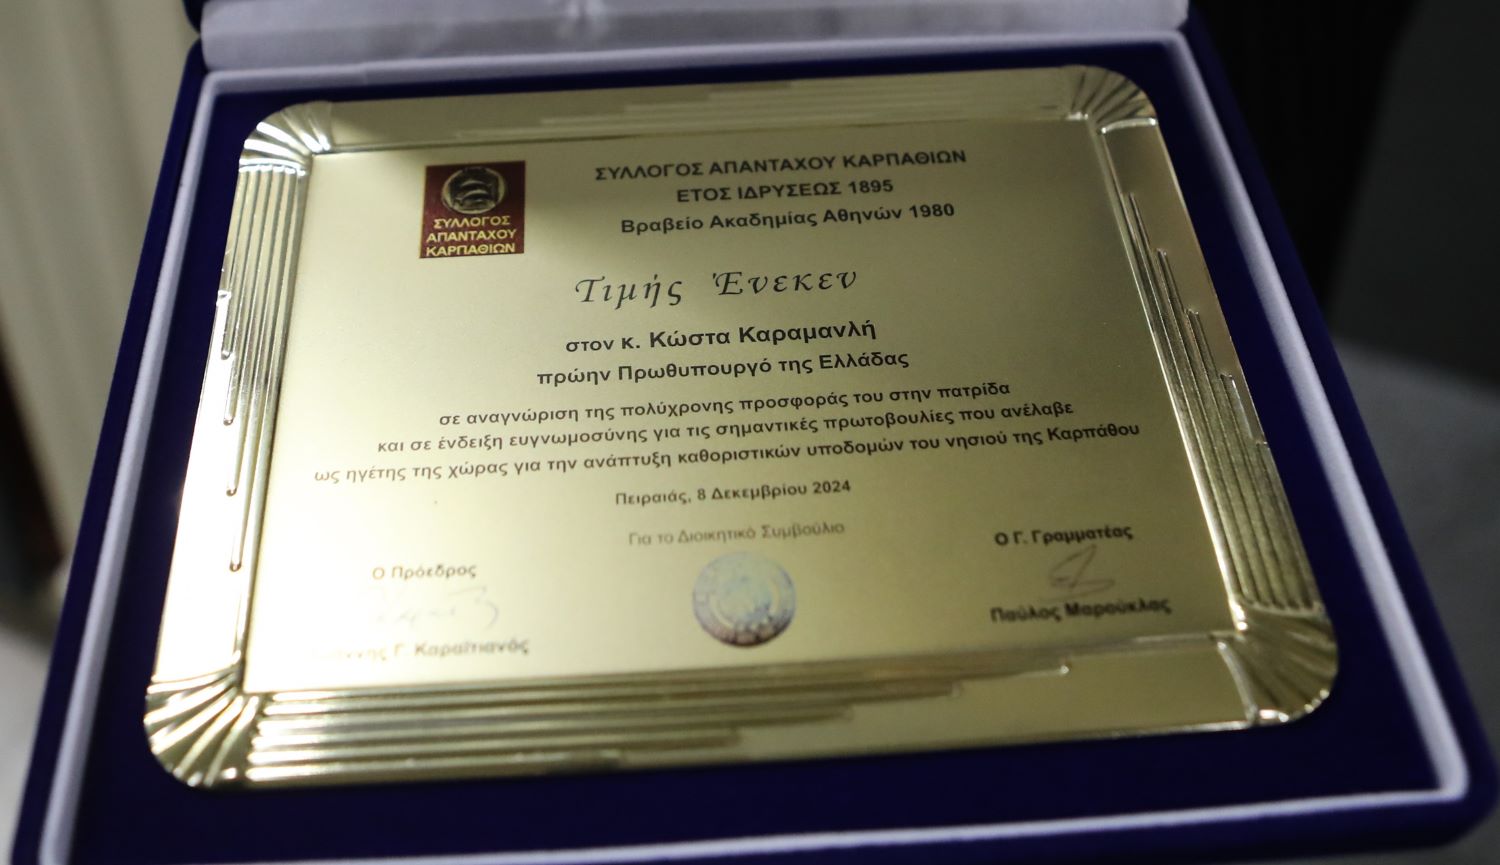 ΣΥΛΛΟΓΟΣ
ΑΠΑΝΤΑΧΟΥ
ΚΑΡΠΑΘΙΩΝ
ΣΥΛΛΟΓΟΣ ΑΠΑΝΤΑΧΟΥ ΚΑΡΠΑΘΙΩΝ
ΕΤΟΣ ΙΔΡΥΣΕΩΣ 1895
Βραβείο Ακαδημίας Αθηνών 1980
Τιμής Ένεκεν
στον κ. Κώστα Καραμανλή
πρώην Πρωθυπουργό της Ελλάδας
σε αναγνώριση της πολύχρονης προσφοράς του στην πατρίδα
και σε ένδειξη ευγνωμοσύνης για τις σημαντικές πρωτοβουλίες που ανέλαβε
ως ηγέτης της χώρας για την ανάπτυξη καθοριστικών υποδομών του νησιού της Καρπάθου
Πειραιάς, 8 Δεκεμβρίου 2024
Για το Διοικητικό Συμβούλιο
Ο Πρόεδρος
Γ. Καραϊτιανός
Ο Γ. Γραμματέας
Παύλος Μαρούκλας